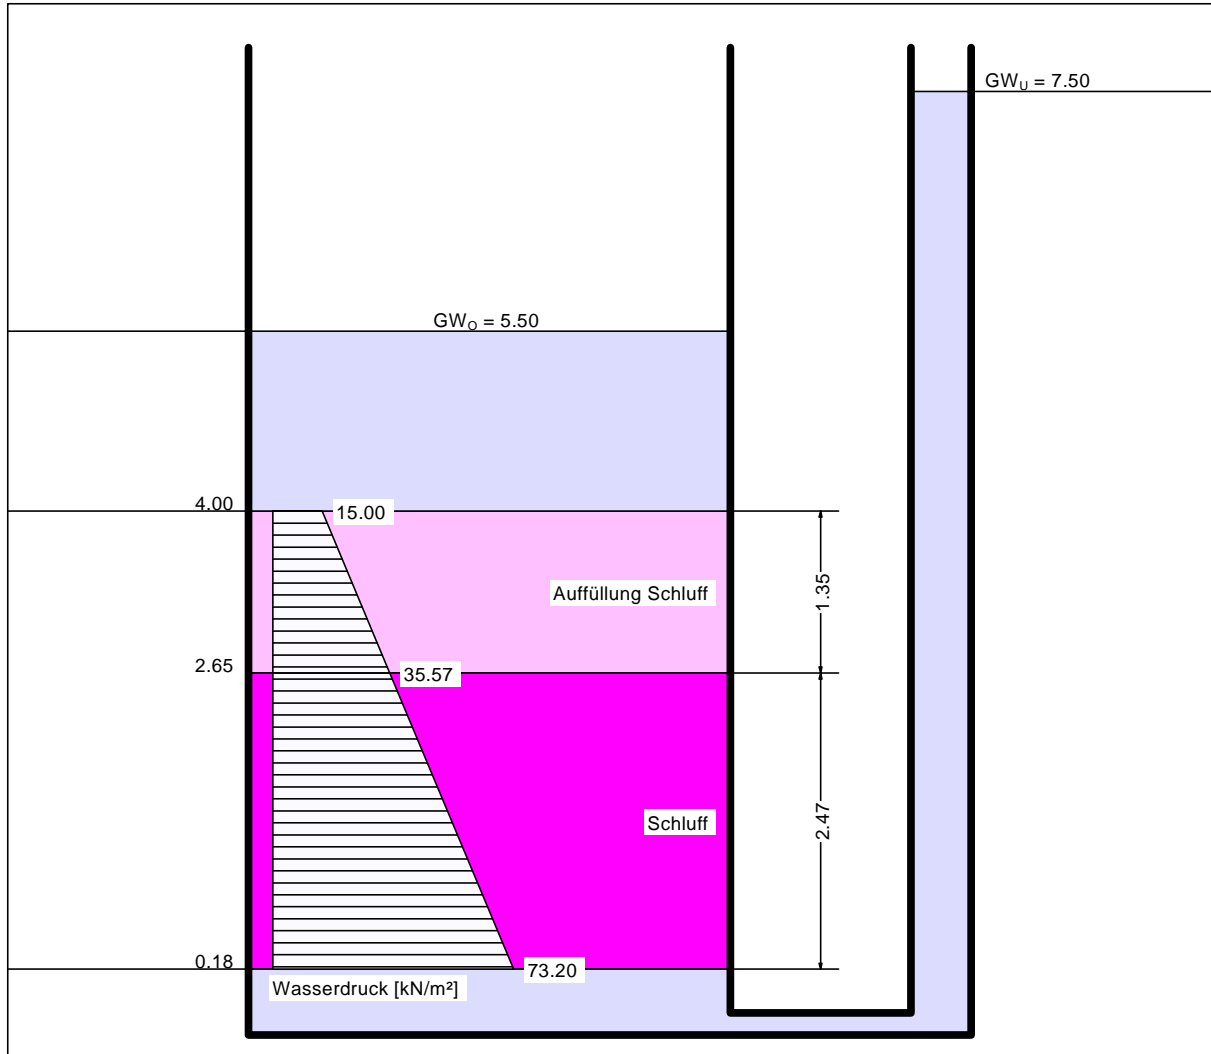 GWU = 7.50
GWO = 5.50
4.00
15.00
Auffüllung Schluff
1.35
2.65
35.57
Schluff
2.47
0.18
73.20
Wasserdruck [kN/m²]